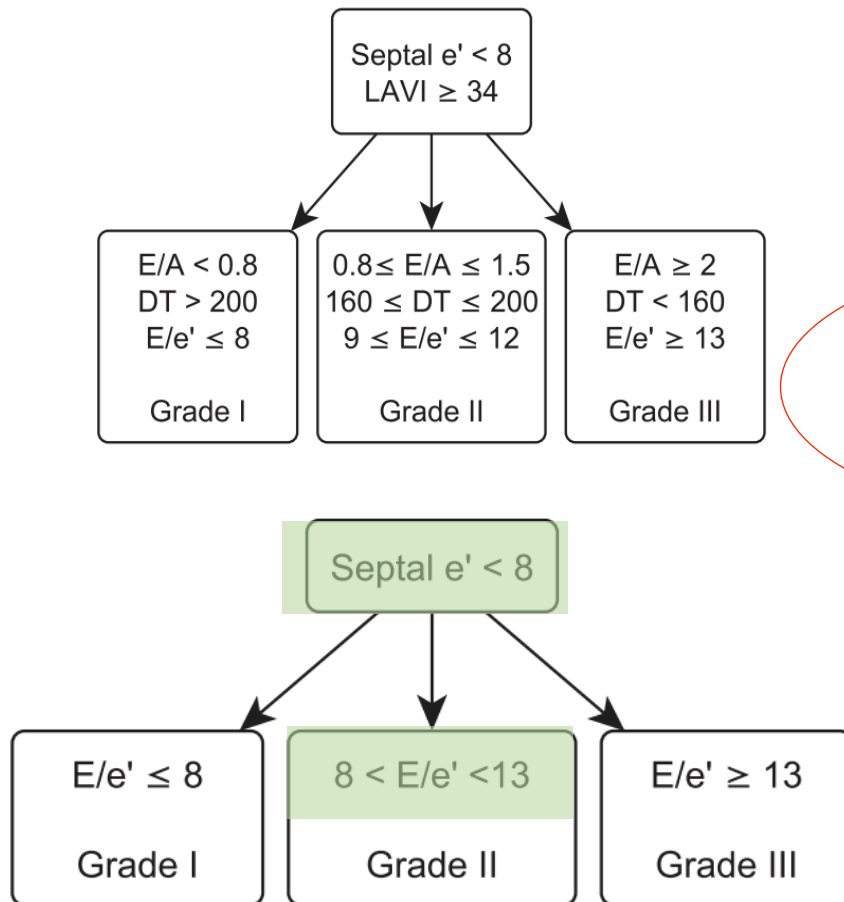 Septal e' < 8
LAVI ≥ 34
E/A < 0.8
DT > 200
E/e' ≤ 8
Grade I
0.8≤ E/A ≤ 1.5
160 ≤ DT ≤ 200
9 ≤ E/e' ≤ 12
Grade II
E/A ≥ 2
DT < 160
E/e' ≥ 13
Grade III
Septal e' < 8
E/e' ≤ 8
Grade I
8 < E/e' <13
Grade II
E/e' ≥ 13
Grade III